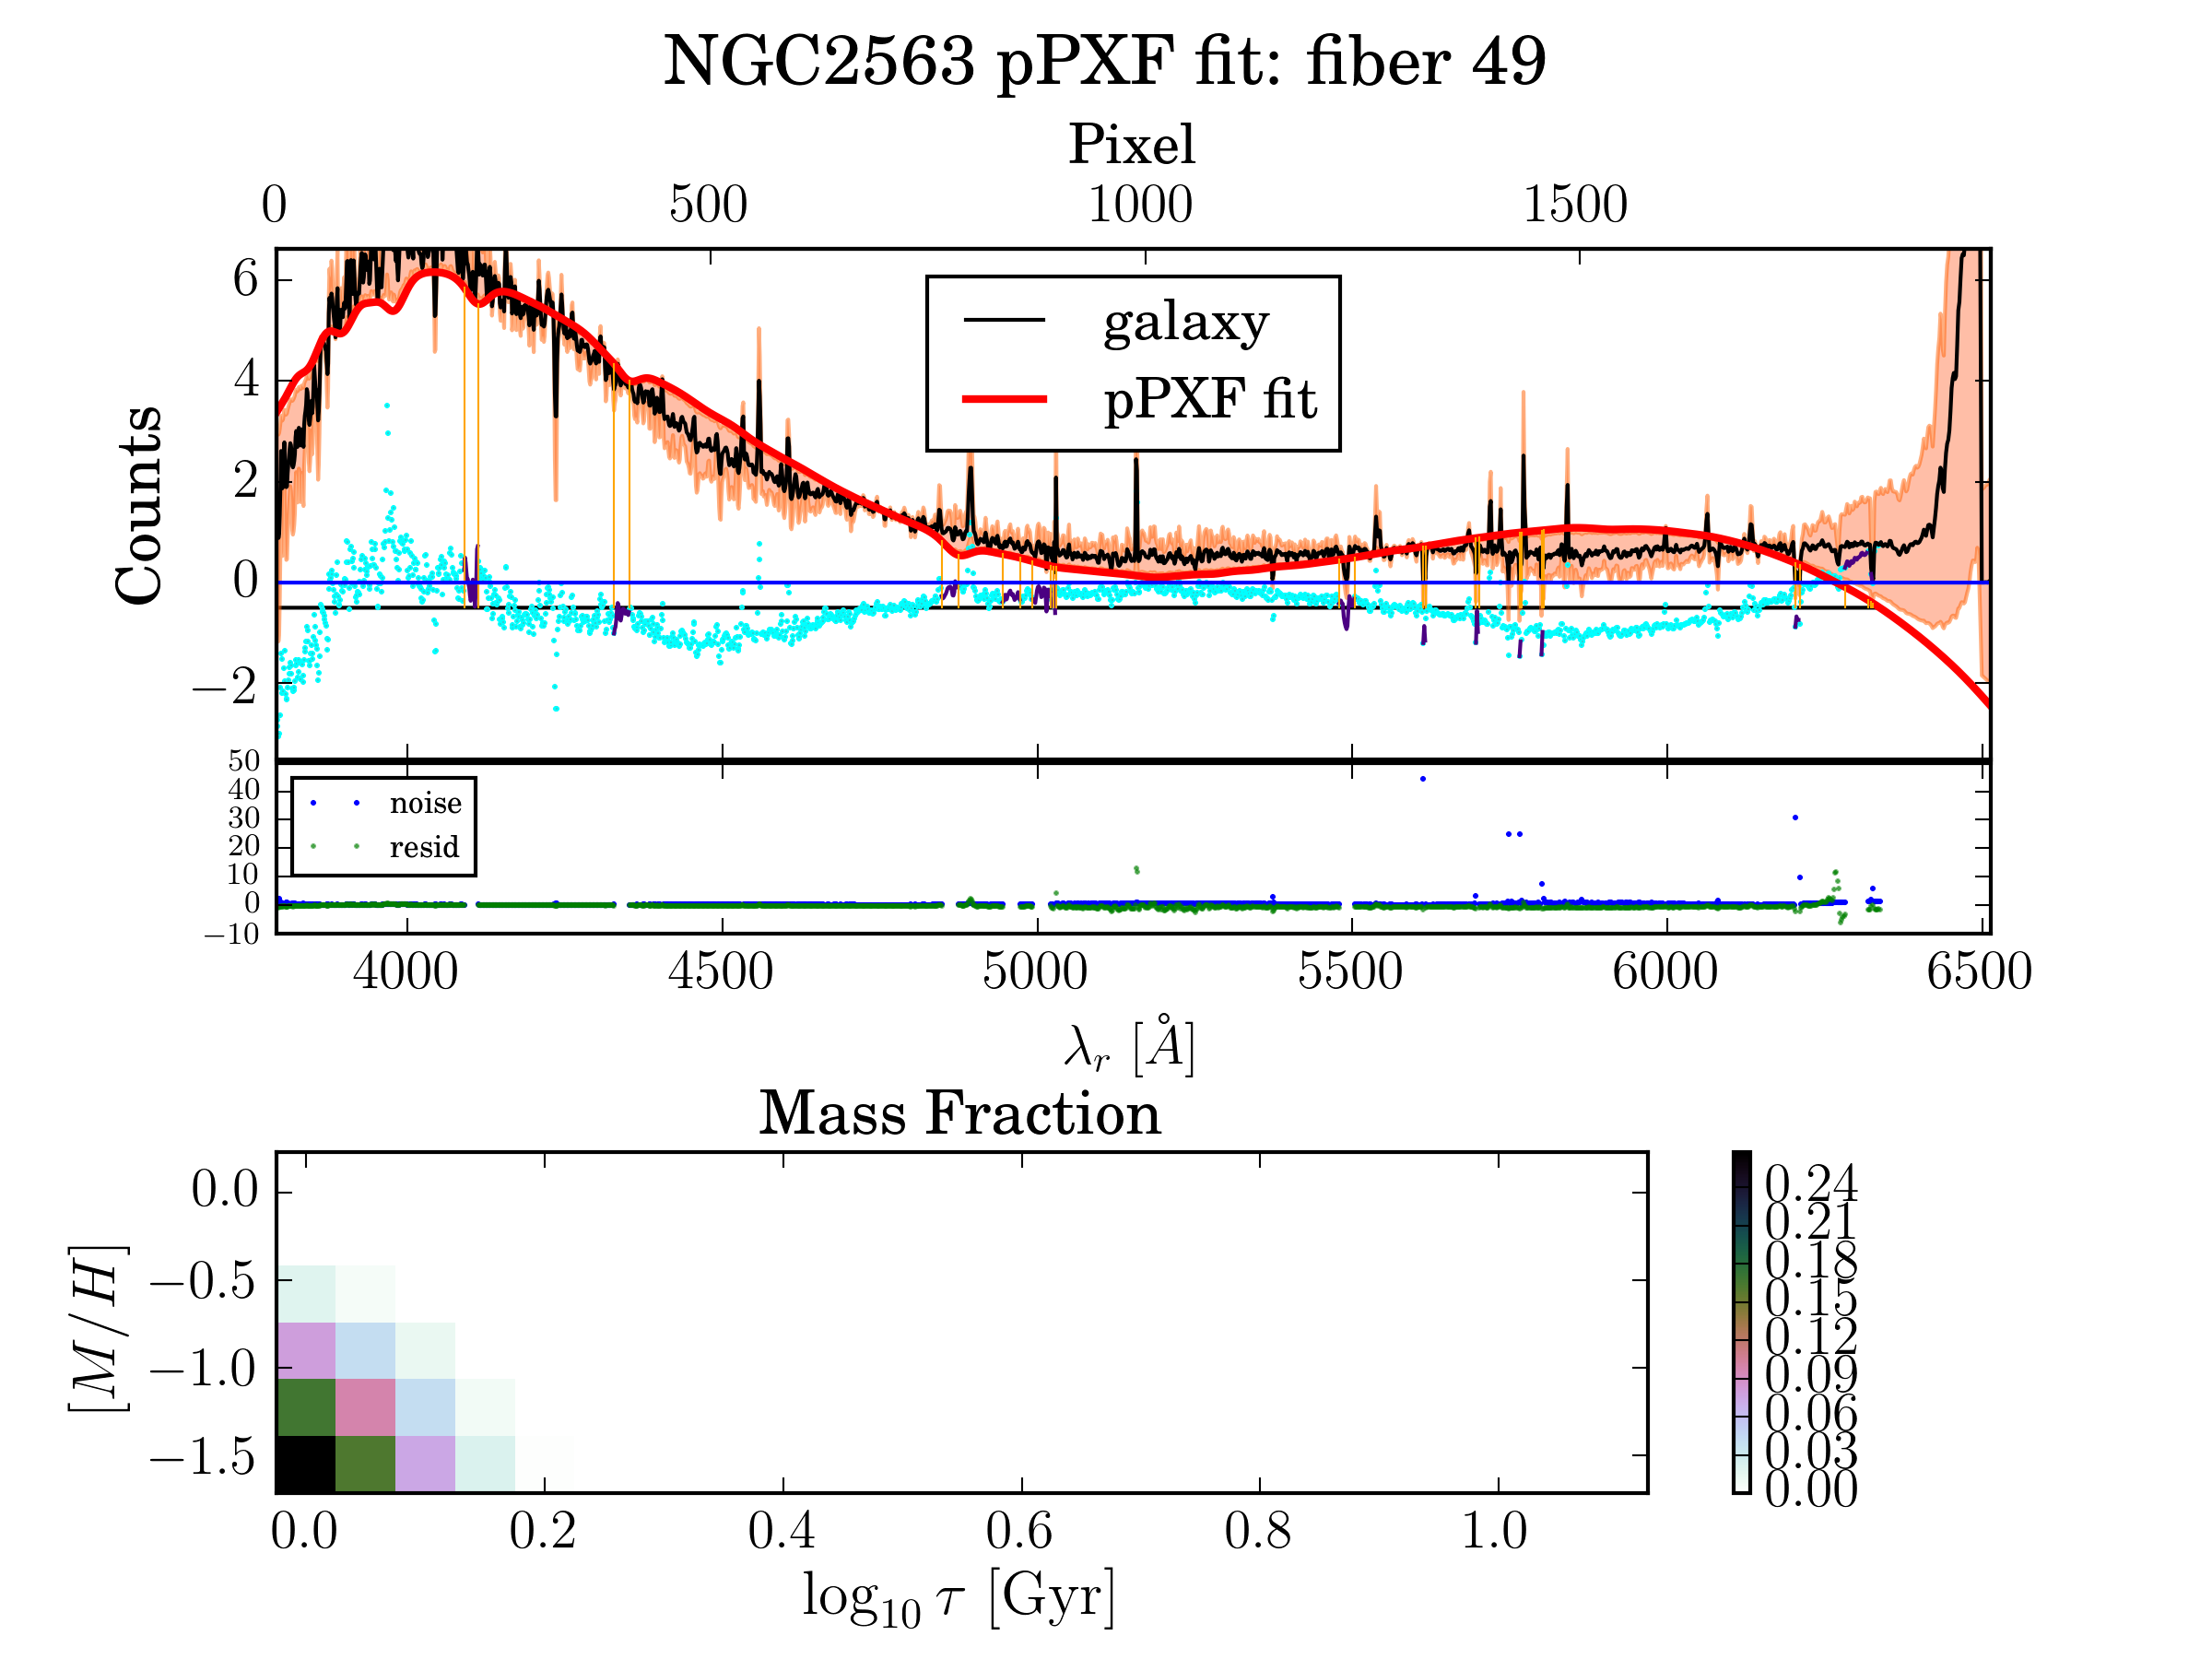 NGC2563 pPXF fit: fiber 49
Pixel
0 500 1000 1500
6
4
2
0
−2
Counts
galaxy
pPXF fit
50
40
30
20
10
0
−10
noise
resid
4000 4500 5000 5500 6000 6500
λr [Å]
Mass Fraction
0.0
−0.5
−1.0
−1.5
[M/H]
0.24
0.21
0.18
0.15
0.12
0.09
0.06
0.03
0.00
0.0 0.2 0.4 0.6 0.8 1.0
log10 τ [Gyr]